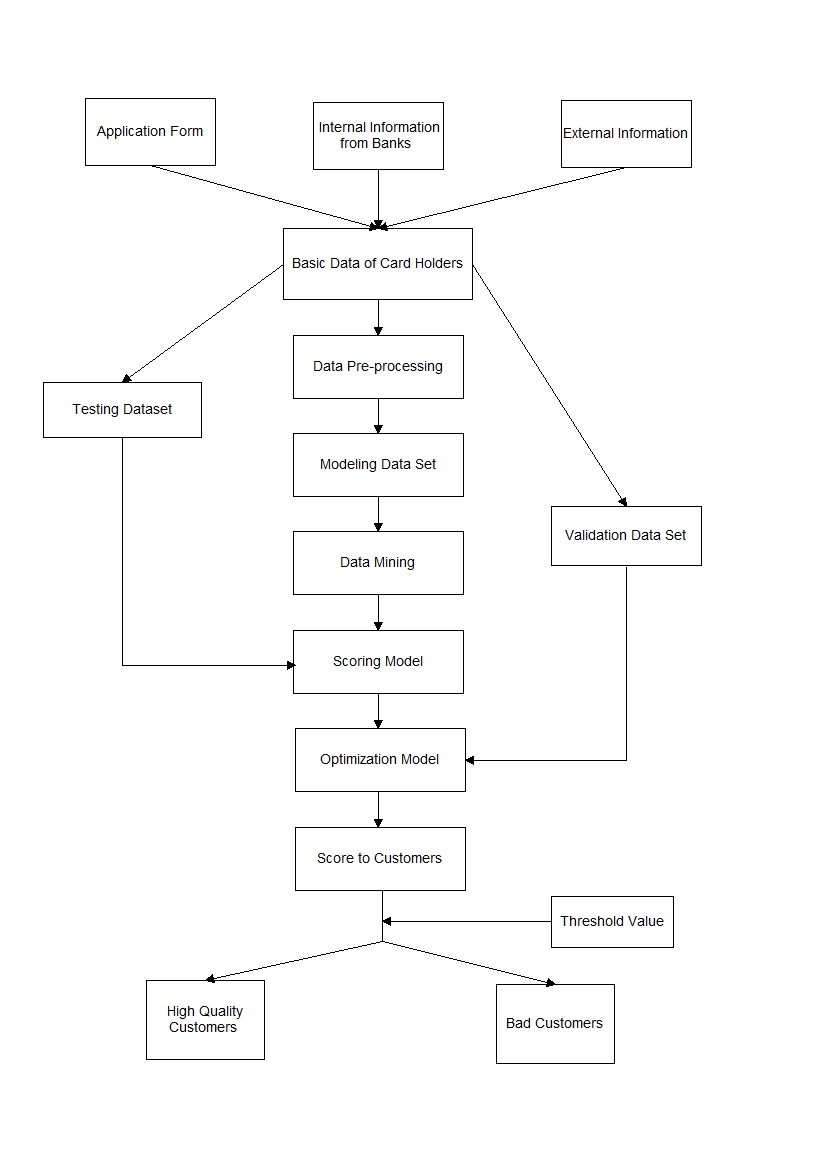 Application Form
Internal Information
from Banks
External Information
Basic Data of Card Holders
Data Pre-processing
Testing Dataset
Modeling Data Set
Validation Data Set
Data Mining
Scoring Model
Optimization Model
Score to Customers
Threshold Value
High Quality
Customers
Bad Customers